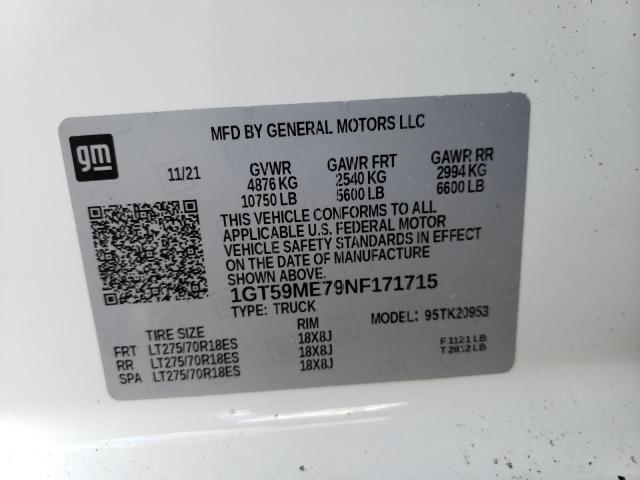 gm
MFD BY GENERAL MOTORS LLC
11/21 GVWR GAWR FRT GAWR RR
4876 KG 2540 KG 2994 KG
10750 LB 5600 LB 6600 LB
THIS VEHICLE CONFORMS TO ALL
APPLICABLE U.S. FEDERAL MOTOR
VEHICLE SAFETY STANDARDS IN EFFECT
ON THE DATE OF MANUFACTURE
SHOWN ABOVE.
1GT59ME79NF171715
TYPE: TRUCK MODEL: 95TK20953
TIRE SIZE RIM
FRT LT275/70R18ES 18X8J
RR LT275/70R18ES 18X8J
SPA LT275/70R18ES 18X8J
F1121LB
T2812LB